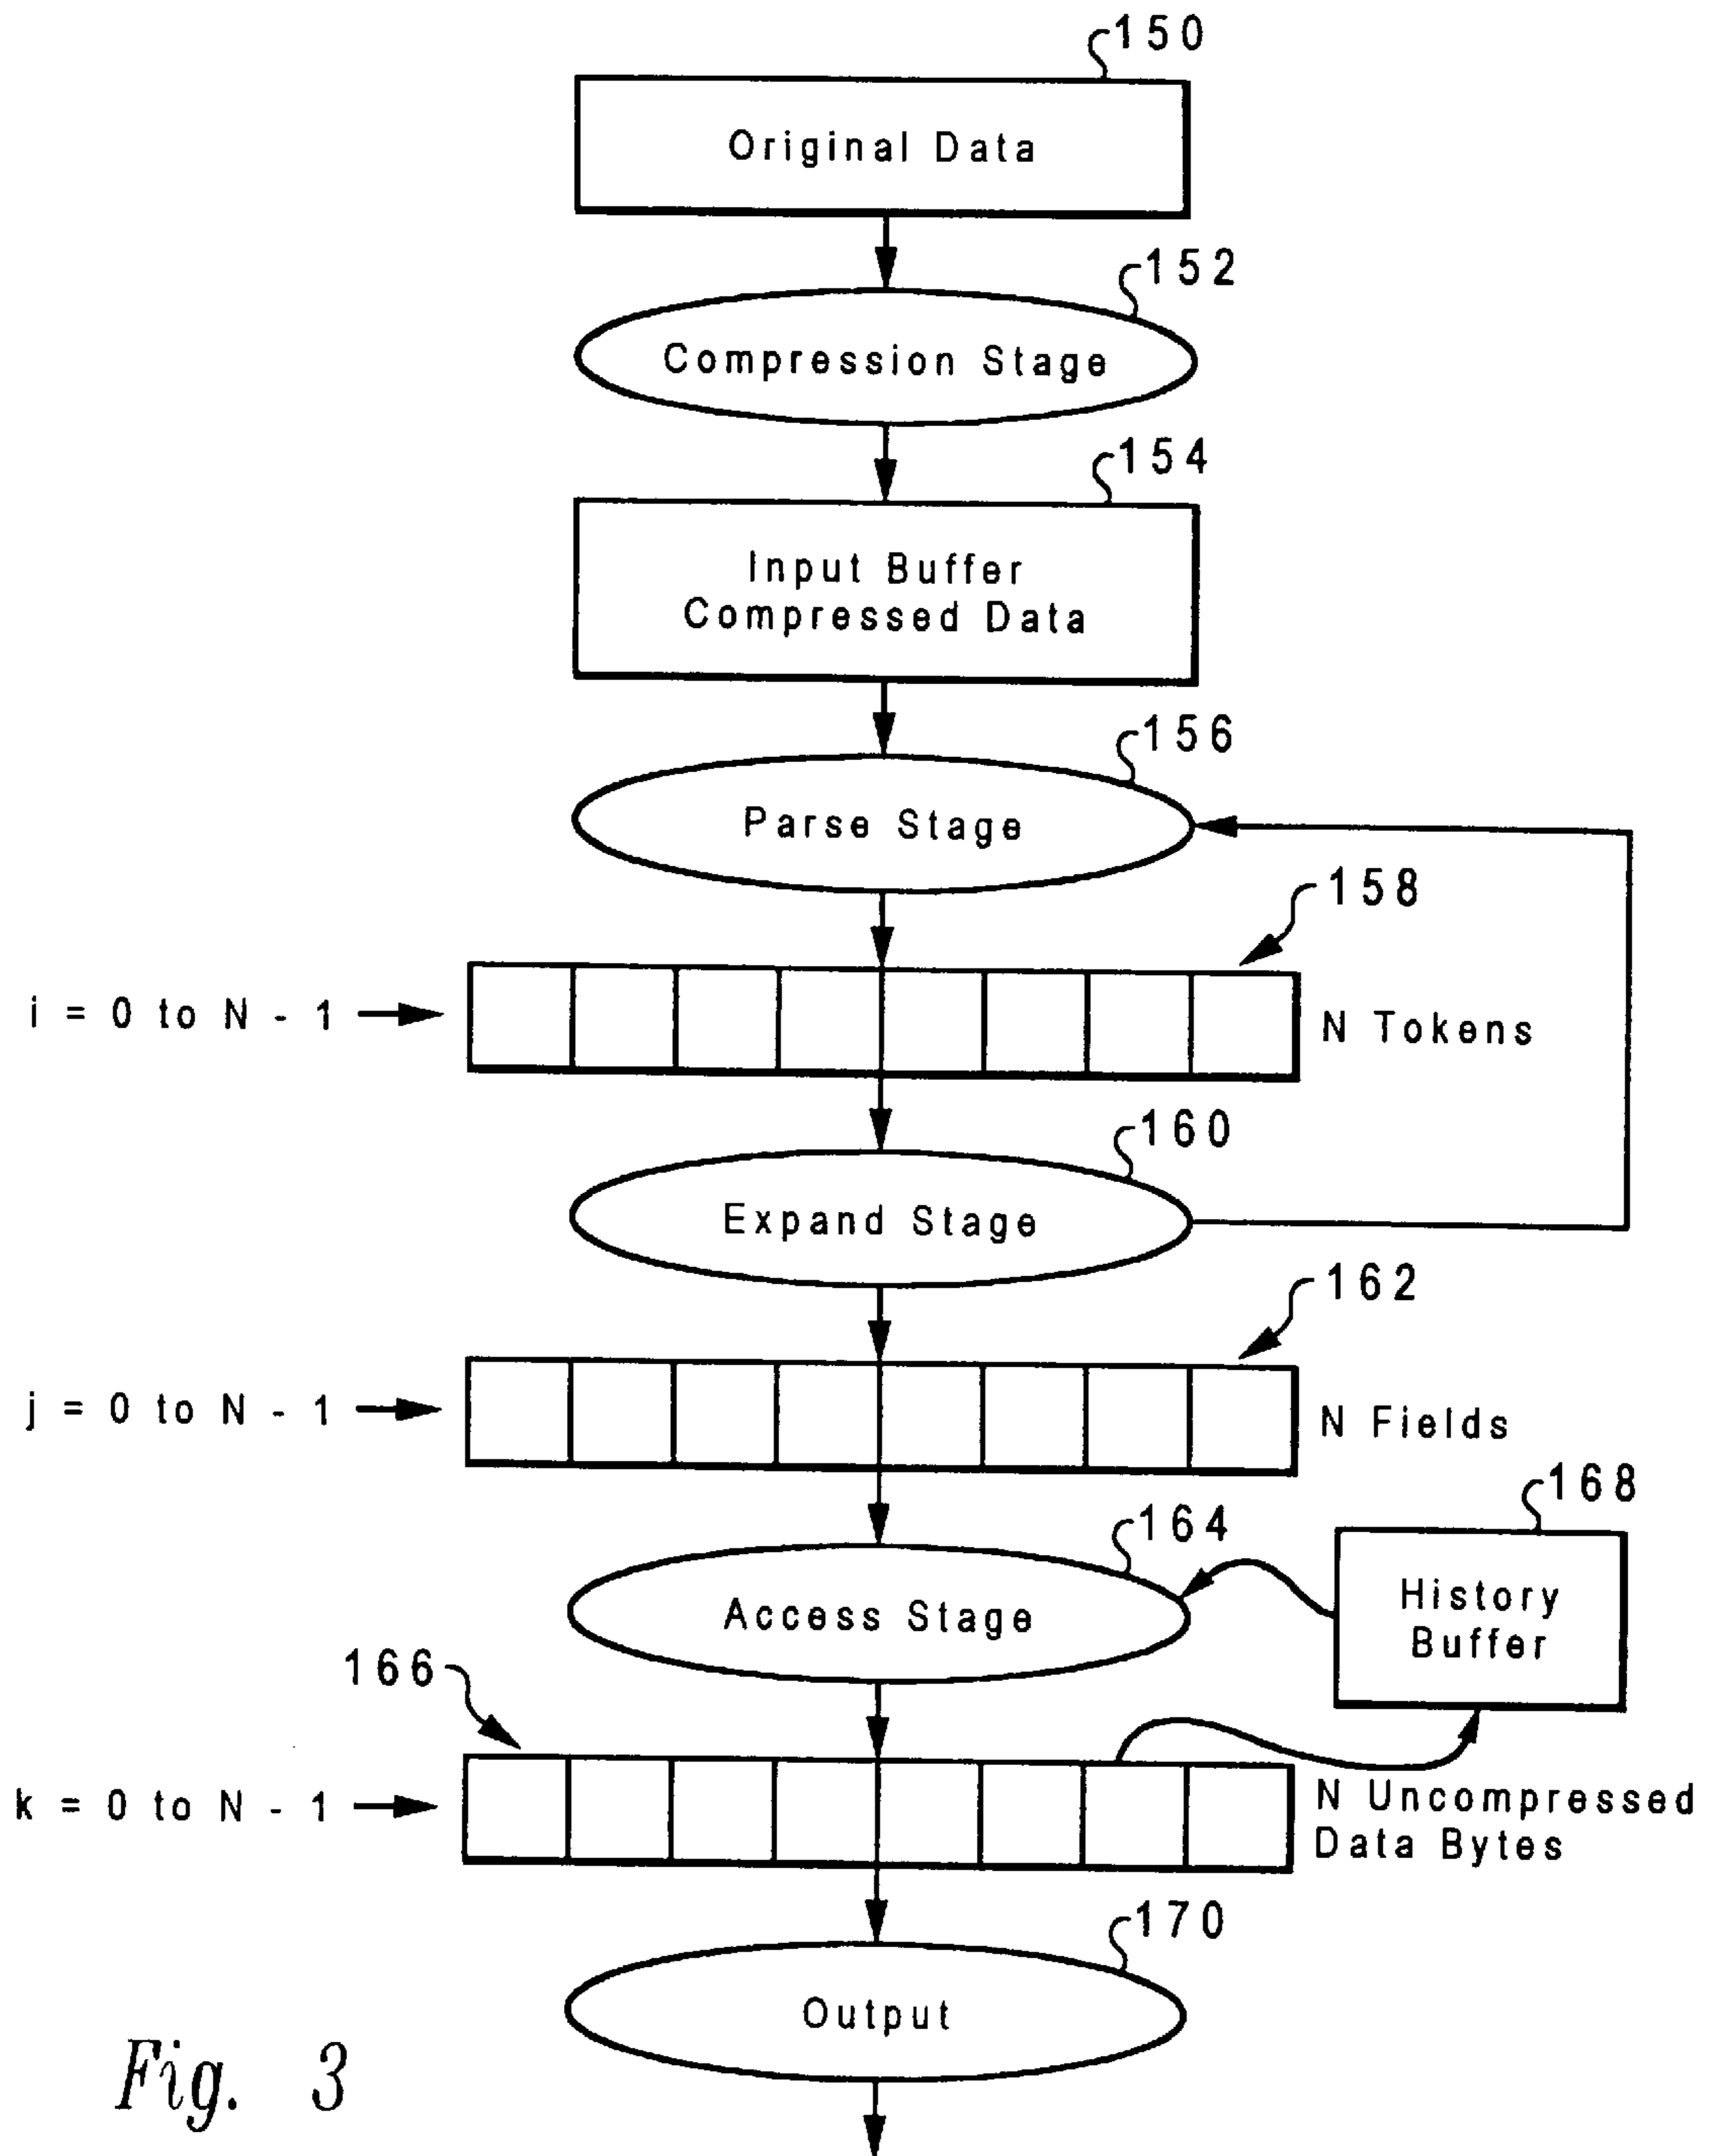 150
Original Data
152
Compression Stage
154
Input Buffer
Compressed Data
156
Parse Stage
158
i = 0 to N - 1
N Tokens
160
Expand Stage
162
j = 0 to N - 1
N Fields
168
164
History
Buffer
Access Stage
166
k = 0 to N - 1
N Uncompressed
Data Bytes
170
Output
Fig. 3